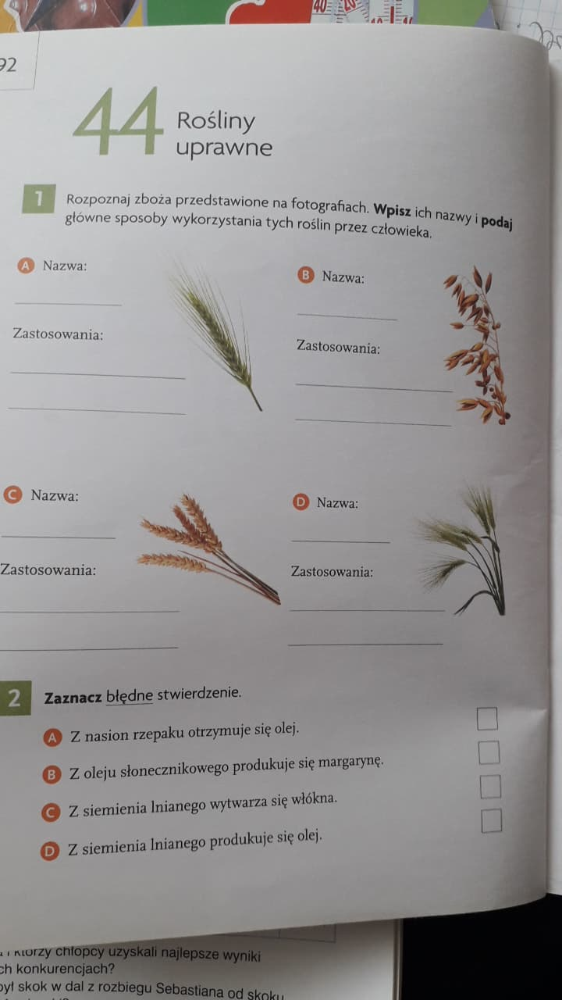 92
44 Rośliny
uprawne
1 Rozpoznaj zboża przedstawione na fotografiach. Wpisz ich nazwy i podaj
główne sposoby wykorzystania tych roślin przez człowieka.
A Nazwa:
Zastosowania:
B Nazwa:
Zastosowania:
C Nazwa:
Zastosowania:
D Nazwa:
Zastosowania:
2 Zaznacz błędne stwierdzenie.
A Z nasion rzepaku otrzymuje się olej.
B Z oleju słonecznikowego produkuje się margarynę.
C Z siemienia lnianego wytwarza się włókna.
D Z siemienia lnianego produkuje się olej.
i którzy chłopcy uzyskali najlepsze wyniki
ch konkurencjach?
był skok w dal z rozbiegu Sebastiana od skoku